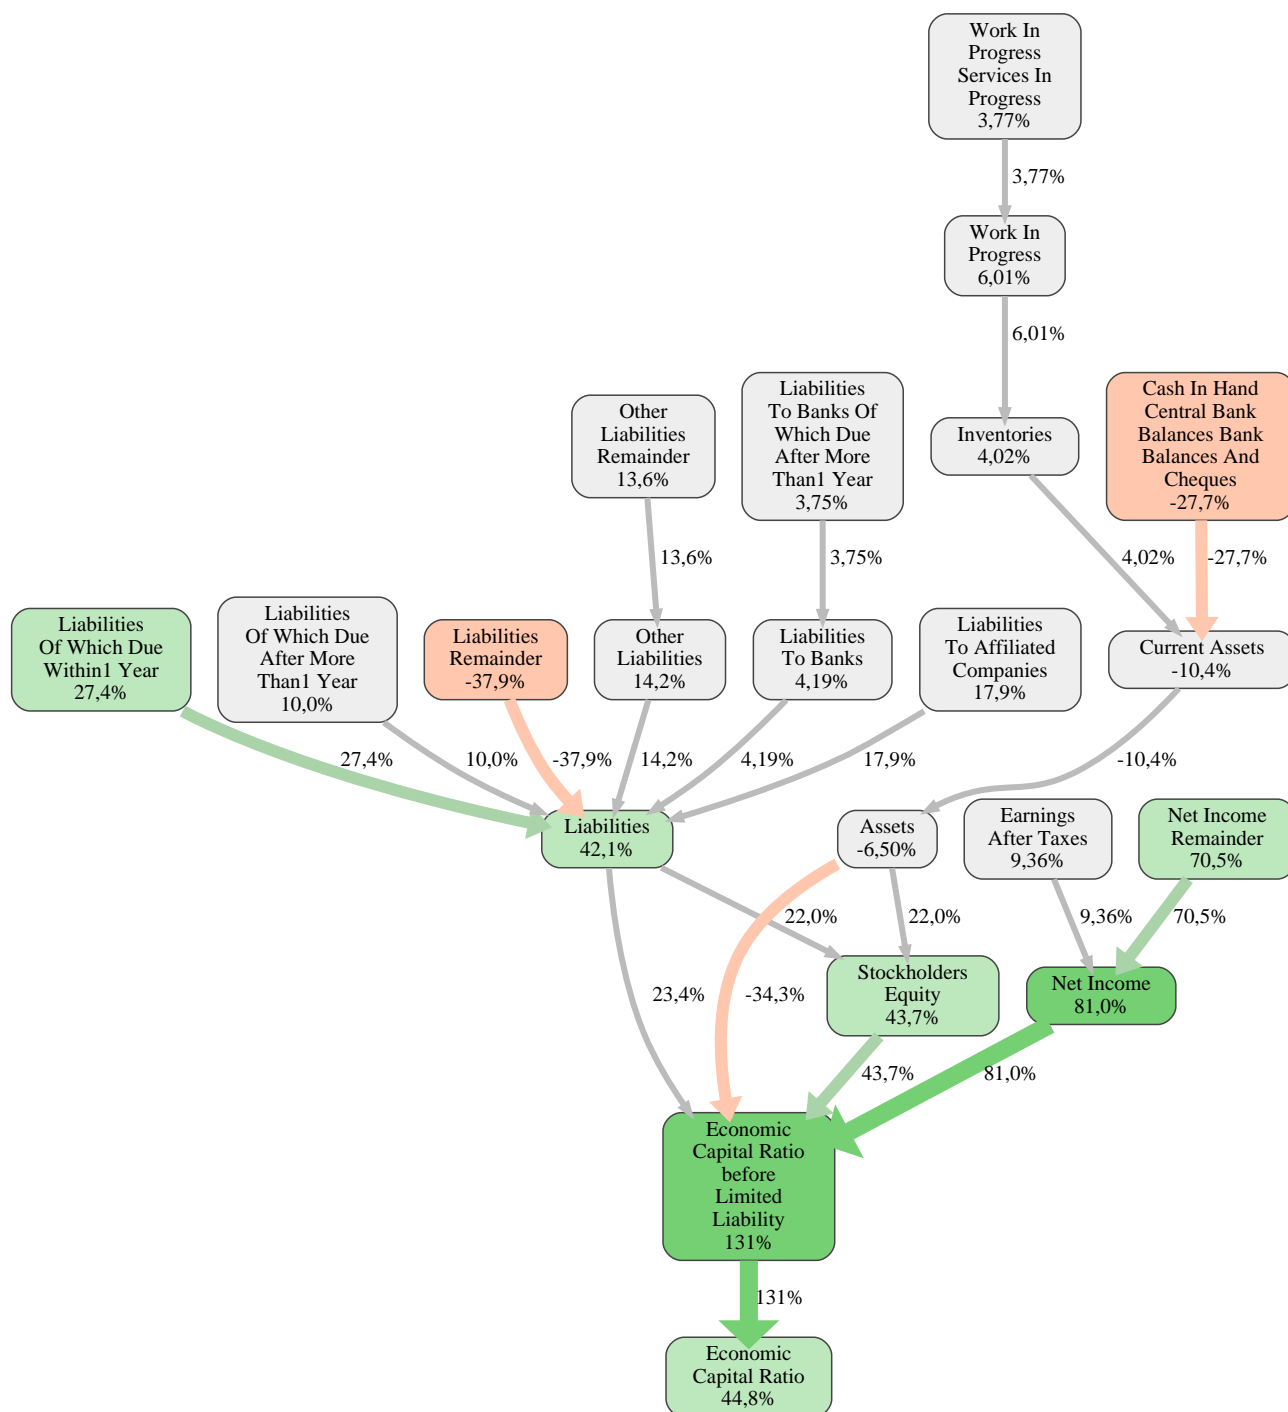 Work In
Progress
Services In
Progress
3,77%
3,77%
Work In
Progress
6,01%
6,01%
Other
Liabilities
Remainder
13,6%
Liabilities
To Banks Of
Which Due
After More
Than1 Year
3,75%
Inventories
4,02%
Cash In Hand
Central Bank
Balances Bank
Balances And
Cheques
-27,7%
13,6%
3,75%
4,02%
-27,7%
Liabilities
Of Which Due
Within1 Year
27,4%
Liabilities
Of Which Due
After More
Than1 Year
10,0%
Liabilities
Remainder
-37,9%
Other
Liabilities
14,2%
Liabilities
To Banks
4,19%
Liabilities
To Affiliated
Companies
17,9%
Current Assets
-10,4%
27,4%
10,0%
-37,9%
14,2%
4,19%
17,9%
-10,4%
Liabilities
42,1%
Assets
-6,50%
Earnings
After Taxes
9,36%
Net Income
Remainder
70,5%
22,0%
22,0%
9,36%
70,5%
23,4%
-34,3%
Stockholders
Equity
43,7%
Net Income
81,0%
43,7%
81,0%
Economic
Capital Ratio
before
Limited
Liability
131%
131%
Economic
Capital Ratio
44,8%